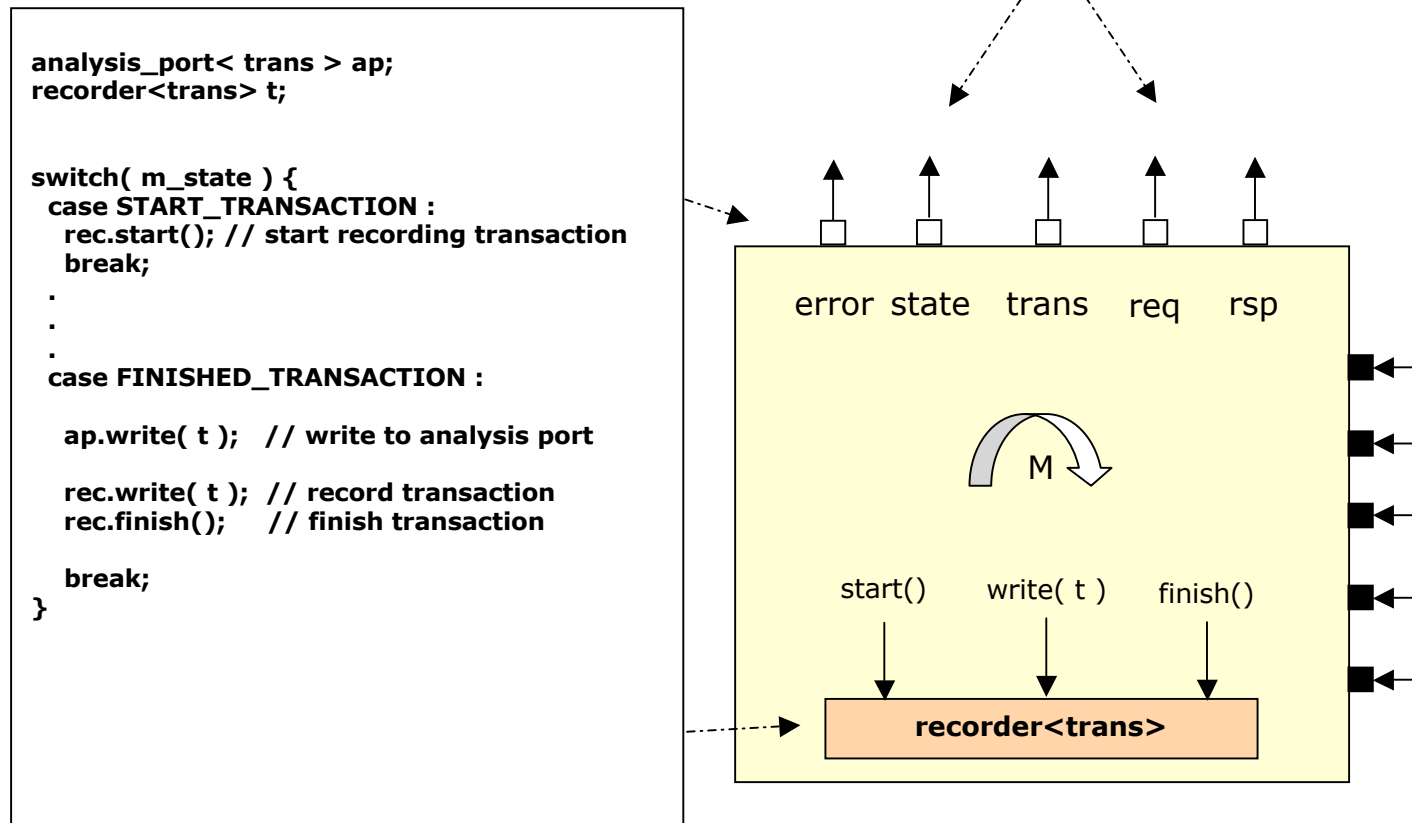 analysis_port< trans > ap;
recorder<trans> t;
switch( m_state ) {
case START_TRANSACTION :
rec.start(); // start recording transaction
break;
.
.
.
case FINISHED_TRANSACTION :
ap.write( t ); // write to analysis port
rec.write( t ); // record transaction
rec.finish(); // finish transaction
break;
}
error state trans req rsp
M
start() write( t ) finish()
recorder<trans>